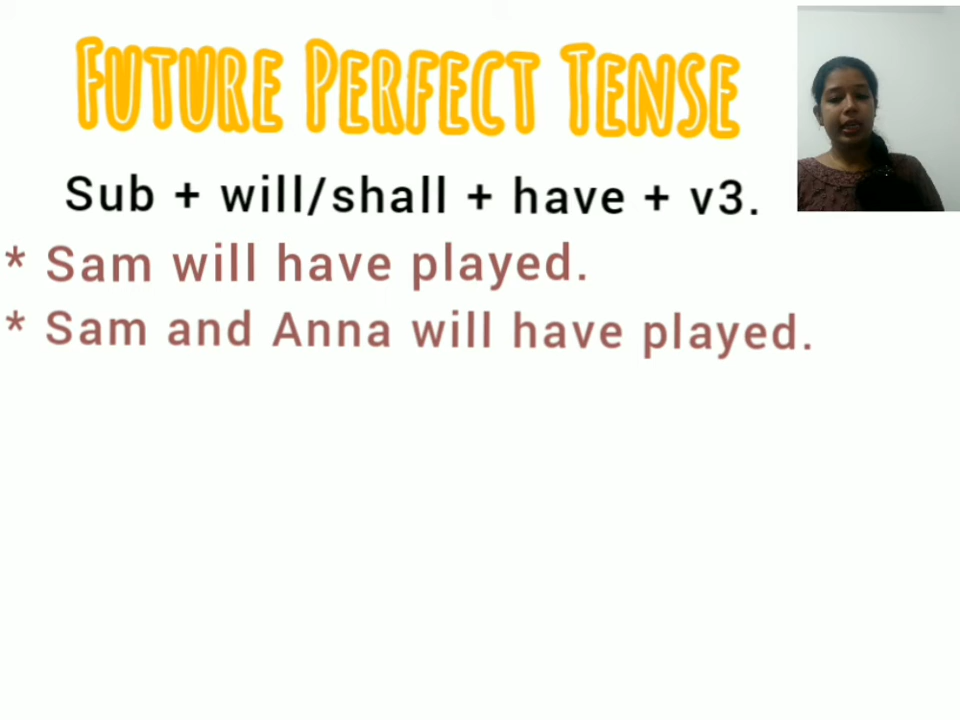 Future Perfect Tense
Sub + will/shall + have + v3.
* Sam will have played.
* Sam and Anna will have played.